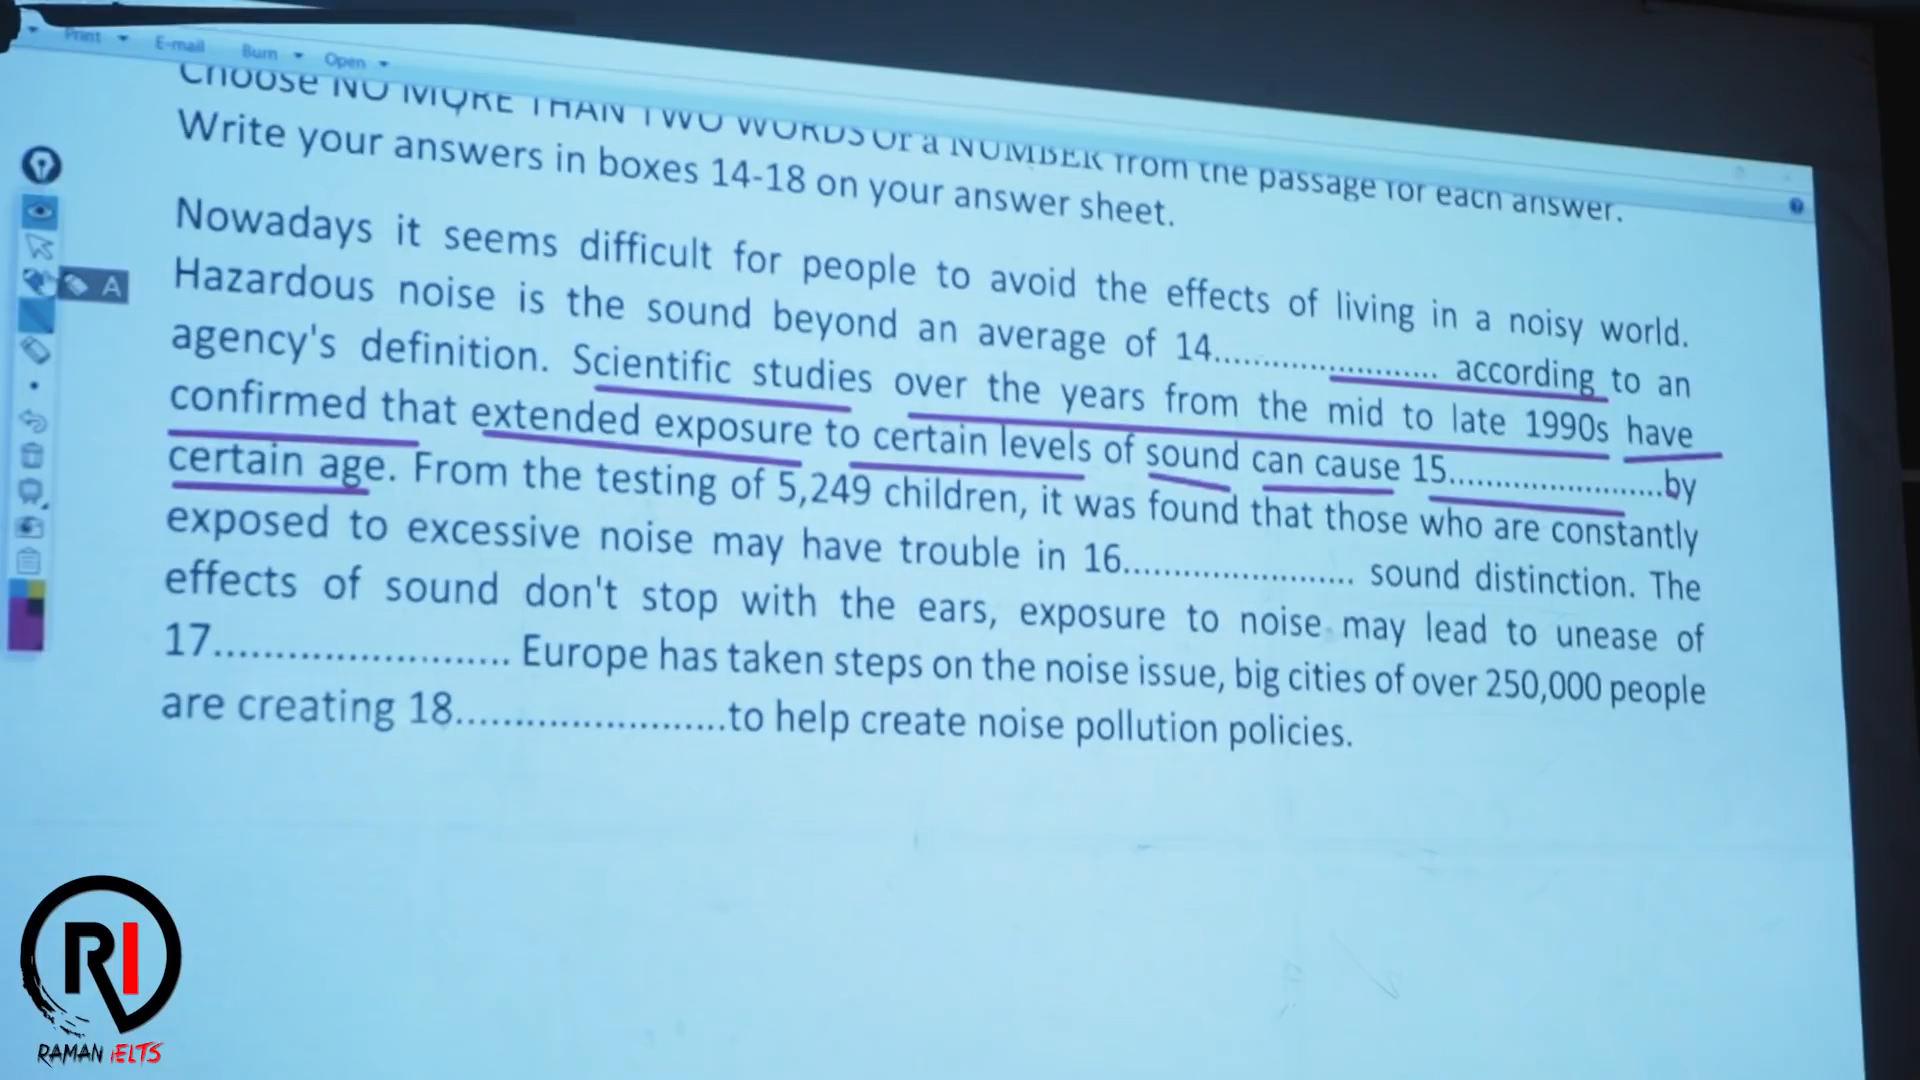 Print
E-mail
Burn
Open
Choose NO MORE THAN TWO WORDS Or a NUMBER from the passage for each answer.
Write your answers in boxes 14-18 on your answer sheet.
A
Nowadays it seems difficult for people to avoid the effects of living in a noisy world.
Hazardous noise is the sound beyond an average of 14........................ according to an
agency's definition. Scientific studies over the years from the mid to late 1990s have
confirmed that extended exposure to certain levels of sound can cause 15........................by
certain age. From the testing of 5,249 children, it was found that those who are constantly
exposed to excessive noise may have trouble in 16........................ sound distinction. The
effects of sound don't stop with the ears, exposure to noise may lead to unease of
17........................ Europe has taken steps on the noise issue, big cities of over 250,000 people
are creating 18........................to help create noise pollution policies.
RI
RAMAN iELTS